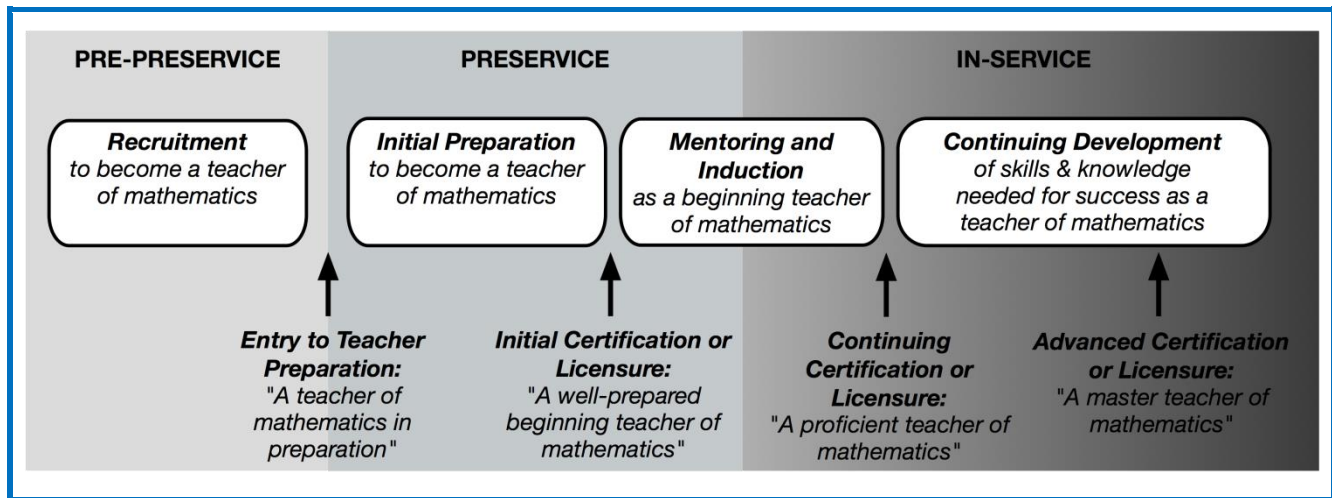 PRE-PRESERVICE
PRESERVICE
IN-SERVICE
Recruitment
to become a teacher
of mathematics
Initial Preparation
to become a teacher
of mathematics
Mentoring and
Induction
as a beginning teacher
of mathematics
Continuing Development
of skills & knowledge
needed for success as a
teacher of mathematics
Entry to Teacher
Preparation:
"A teacher of
mathematics in
preparation"
Initial Certification or
Licensure:
"A well-prepared
beginning teacher of
mathematics"
Continuing
Certification or
Licensure:
"A proficient teacher of
mathematics"
Advanced Certification
or Licensure:
"A master teacher of
mathematics"